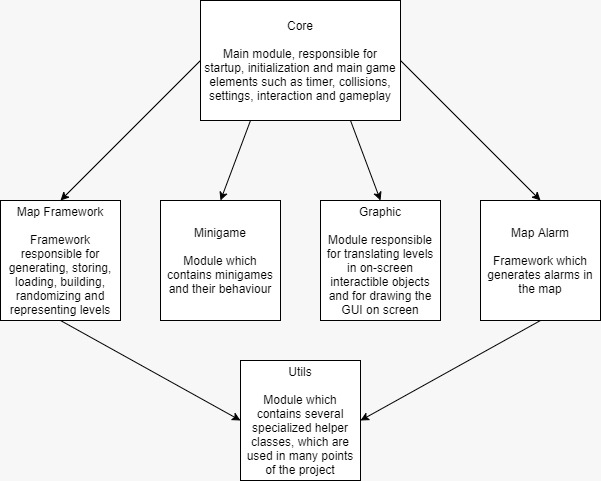 Core
Main module, responsible for
startup, initialization and main game
elements such as timer, collisions,
settings, interaction and gameplay
Map Framework
Framework
responsible for
generating, storing,
loading, building,
randomizing and
representing levels
Minigame
Module which
contains minigames
and their behaviour
Graphic
Module responsible
for translating levels
in on-screen
interactible objects
and for drawing the
GUI on screen
Map Alarm
Framework which
generates alarms in
the map
Utils
Module which
contains several
specialized helper
classes, which are
used in many points
of the project